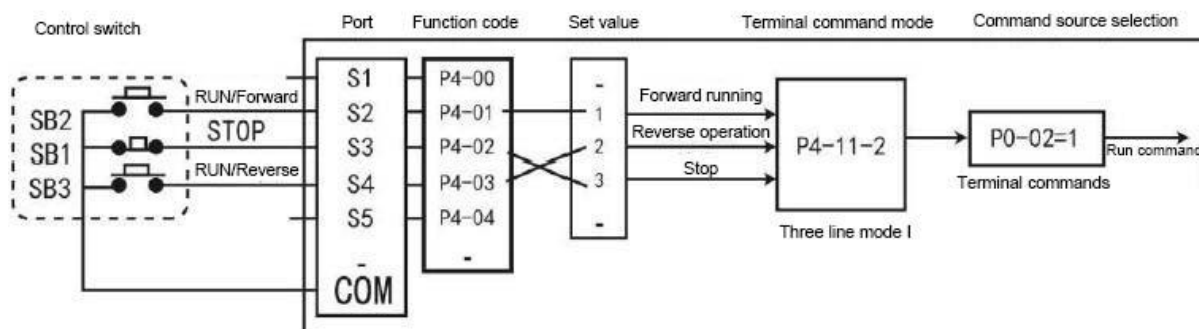 Control switch Port Function code Set value Terminal command mode Command source selection
S1 P4-00 -
SB2 RUN/Forward S2 P4-01 1 Forward running
SB1 STOP S3 P4-02 2 Reverse operation P4-11-2 P0-02=1 Run command
SB3 RUN/Reverse S4 P4-03 3 Stop Terminal commands
S5 P4-04 - Three line mode I
- -
COM